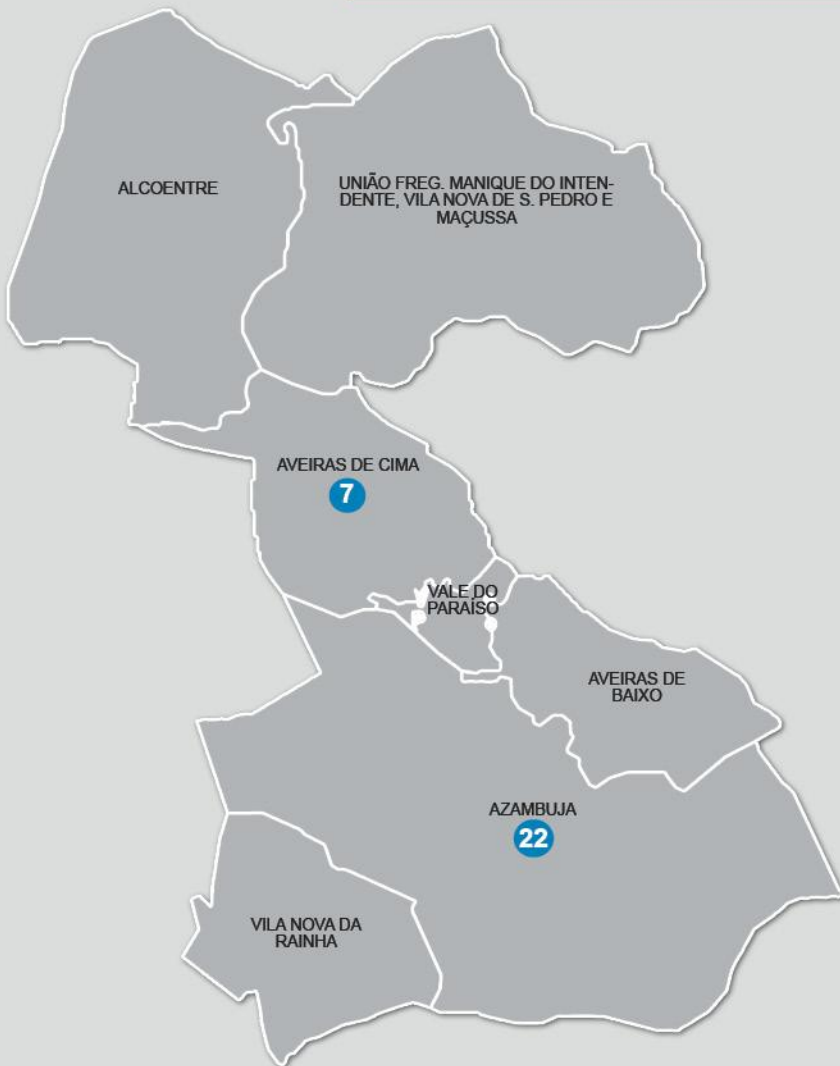 ALCOENTRE
UNIÃO FREG. MANIQUE DO INTEN-
DENTE, VILA NOVA DE S. PEDRO E
MAÇUSSA
AVEIRAS DE CIMA
7
VALE DO
PARAÍSO
AVEIRAS DE
BAIXO
AZAMBUJA
22
VILA NOVA DA
RAINHA